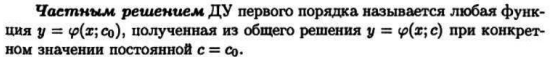 Частным решением ДУ первого порядка называется любая функ-
ция y = φ(x; c₀), полученная из общего решения y = φ(x; c) при конкрет-
ном значении постоянной c = c₀.